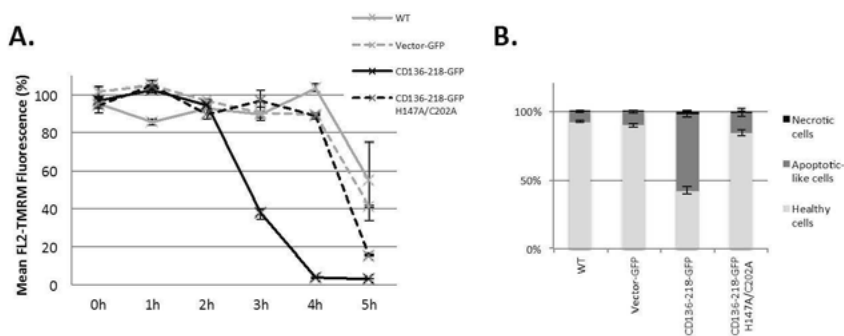 A.
Mean FL2-TMRM Fluorescence (%)
100
80
60
40
20
0
0h 1h 2h 3h 4h 5h
WT
Vector-GFP
CD136-218-GFP
CD136-218-GFP
H147A/C202A
B.
100%
50%
0%
WT
Vector-GFP
CD136-218-GFP
CD136-218-GFP
H147A/C202A
Necrotic
cells
Apoptotic-
like cells
Healthy
cells